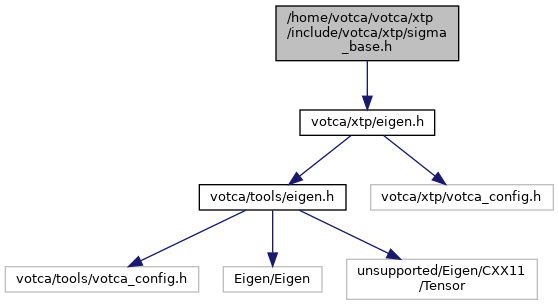 /home/votca/votca/xtp
/include/votca/xtp/sigma
_base.h
votca/xtp/eigen.h
votca/tools/eigen.h
votca/xtp/votca_config.h
votca/tools/votca_config.h
Eigen/Eigen
unsupported/Eigen/CXX11
/Tensor